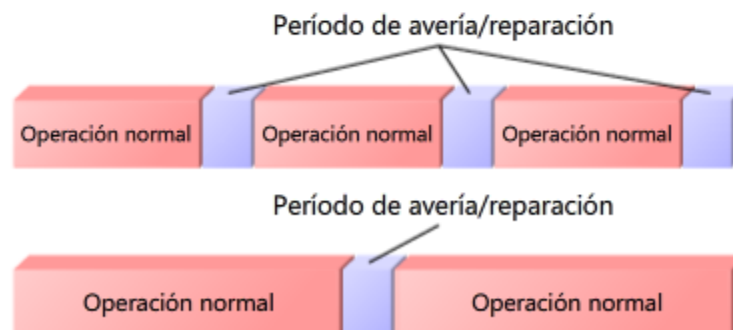 Período de avería/reparación
Operación normal Operación normal Operación normal
Período de avería/reparación
Operación normal Operación normal